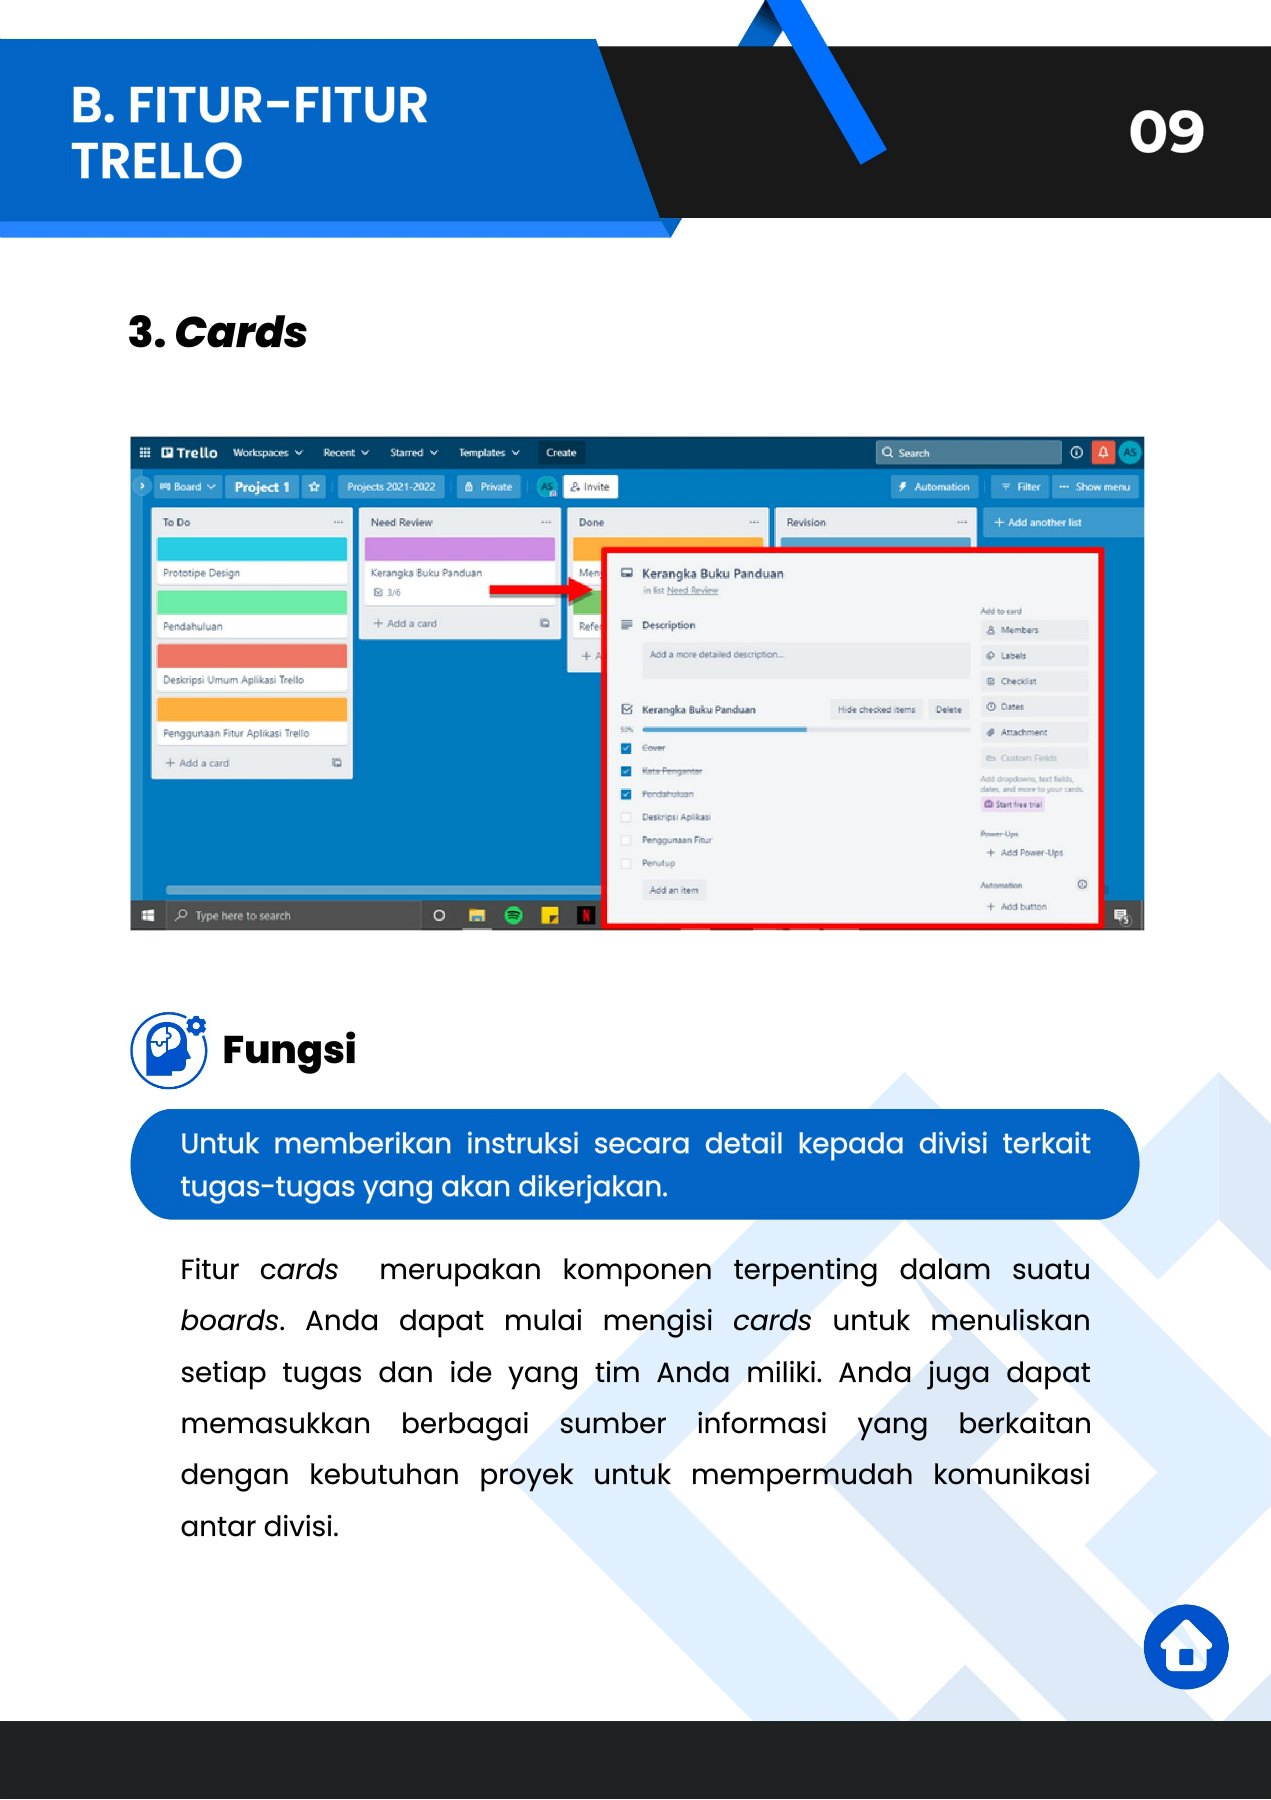 B. FITUR-FITUR
TRELLO
09
3. Cards
Trello Workspaces Recent Starred Templates Create Search AS
Board Project 1 Projects 2021-2022 Private AS Invite Automation Filter Show menu
To Do
Prototipe Design
Pendahuluan
Deskripsi Umum Aplikasi Trello
Penggunaan Fitur Aplikasi Trello
+ Add a card
Need Review
Kerangka Buku Panduan
3/6
+ Add a card
Done
Meny
Refer
+ A
Revision
+ Add another list
Kerangka Buku Panduan
in list Need Review
Description
Add a more detailed description...
Kerangka Buku Panduan Hide checked items Delete
50%
Cover
Kata Pengantar
Pendahuluan
Deskripsi Aplikasi
Penggunaan Fitur
Penutup
Add an item
Add to card
Members
Labels
Checklist
Dates
Attachment
Custom Fields
Add dropdowns, text fields,
dates, and more to your cards.
Start free trial
Power-Ups
+ Add Power-Ups
Automation
+ Add button
Type here to search
N
5
Fungsi
Untuk memberikan instruksi secara detail kepada divisi terkait
tugas-tugas yang akan dikerjakan.
Fitur cards merupakan komponen terpenting dalam suatu
boards. Anda dapat mulai mengisi cards untuk menuliskan
setiap tugas dan ide yang tim Anda miliki. Anda juga dapat
memasukkan berbagai sumber informasi yang berkaitan
dengan kebutuhan proyek untuk mempermudah komunikasi
antar divisi.